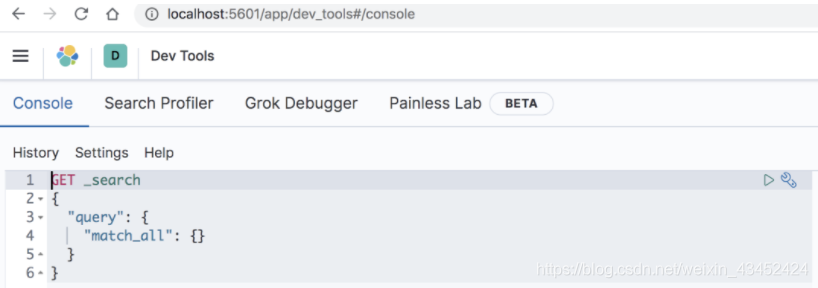 localhost:5601/app/dev_tools#/console
D Dev Tools
Console Search Profiler Grok Debugger Painless Lab BETA
History Settings Help
1 GET _search
2 {
3 "query": {
4 "match_all": {}
5 }
6 }
https://blog.csdn.net/weixin_43452424